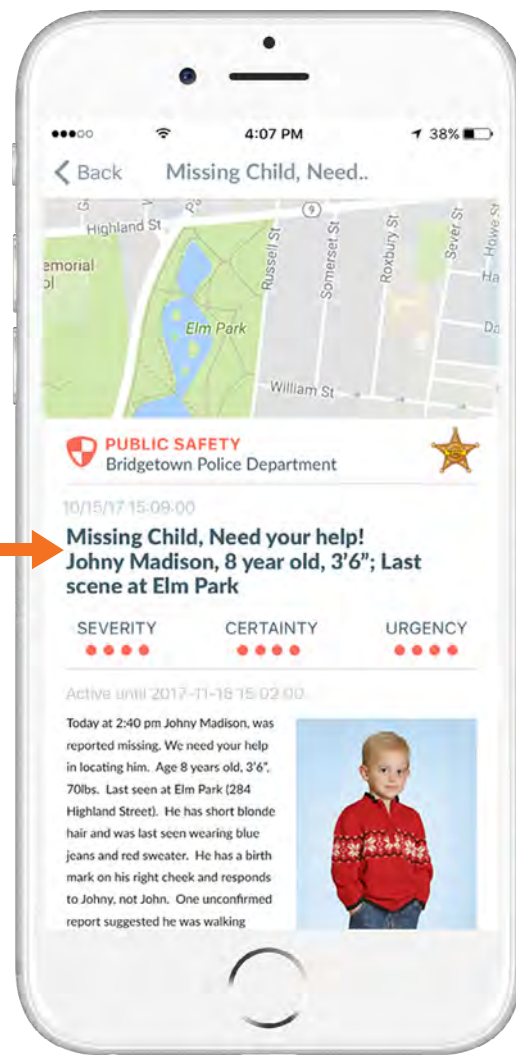 4:07 PM
38%
Back
Missing Child, Need..
Highland St
9
Russell St
Somerset St
Roxbury St
Sever St
Howe St
emorial
ol
Elm Park
William St
Ha
Da
PUBLIC SAFETY
Bridgetown Police Department
10/15/17 15:09:00
Missing Child, Need your help!
Johny Madison, 8 year old, 3'6”; Last
scene at Elm Park
SEVERITY CERTAINTY URGENCY
Active until 2017-11-18 15:02:00
Today at 2:40 pm Johny Madison, was
reported missing. We need your help
in locating him. Age 8 years old, 3'6”,
70lbs. Last seen at Elm Park (284
Highland Street). He has short blonde
hair and was last seen wearing blue
jeans and red sweater. He has a birth
mark on his right cheek and responds
to Johny, not John. One unconfirmed
report suggested he was walking